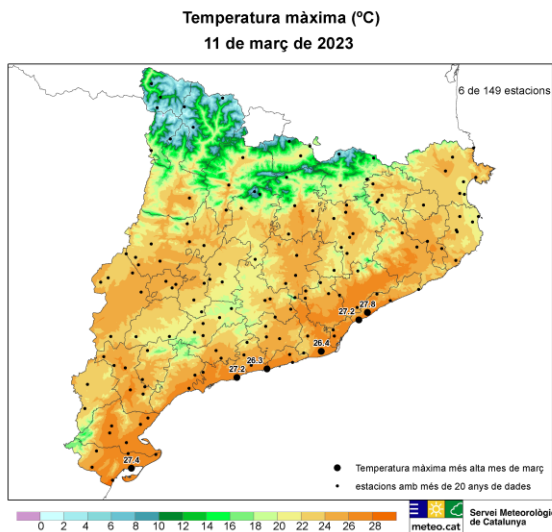 Temperatura màxima (ºC)
11 de març de 2023
6 de 149 estacions
27.8
27.2
26.4
26.3
27.2
27.4
Temperatura màxima més alta mes de març
estacions amb més de 20 anys de dades
0 2 4 6 8 10 12 14 16 18 20 22 24 26 28
meteo.cat
Servei Meteorològic
de Catalunya